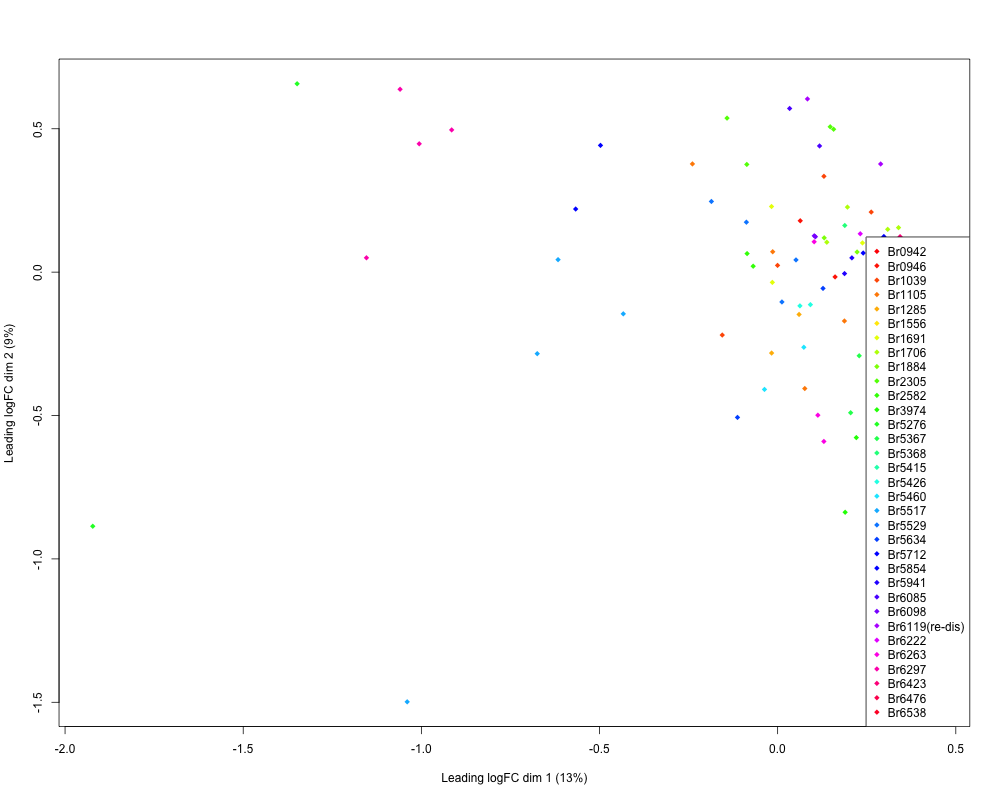 Leading logFC dim 2 (9%)
0.5
0.0
-0.5
-1.0
-1.5
Br0942
Br0946
Br1039
Br1105
Br1285
Br1556
Br1691
Br1706
Br1884
Br2305
Br2582
Br3974
Br5276
Br5367
Br5368
Br5415
Br5426
Br5460
Br5517
Br5529
Br5634
Br5712
Br5854
Br5941
Br6085
Br6098
Br6119(re-dis)
Br6222
Br6263
Br6297
Br6423
Br6476
Br6538
-2.0 -1.5 -1.0 -0.5 0.0 0.5
Leading logFC dim 1 (13%)